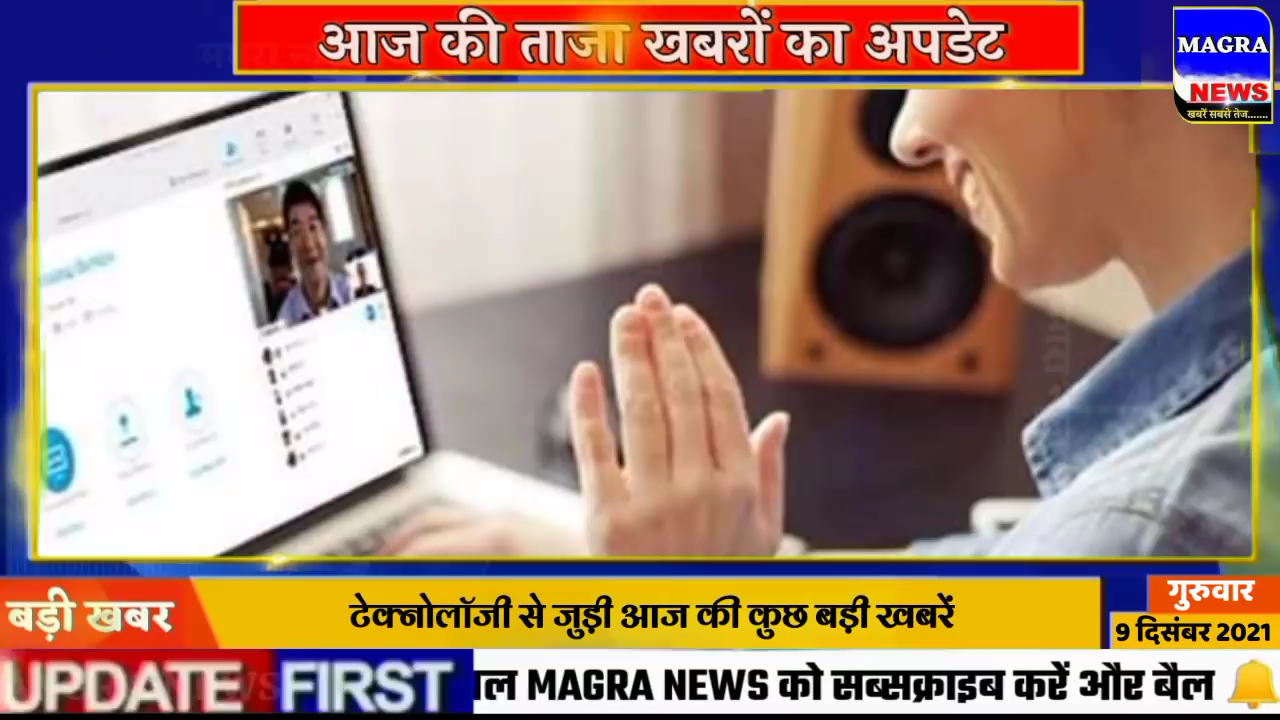 आज की ताजा खबरों का अपडेट
MAGRA
NEWS
खबरें सबसे तेज.......
बड़ी खबर
टेक्नोलॉजी से जुड़ी आज की कुछ बड़ी खबरें
गुरुवार
9 दिसंबर 2021
UPDATE FIRST
ल MAGRA NEWS को सब्सक्राइब करें और बैल